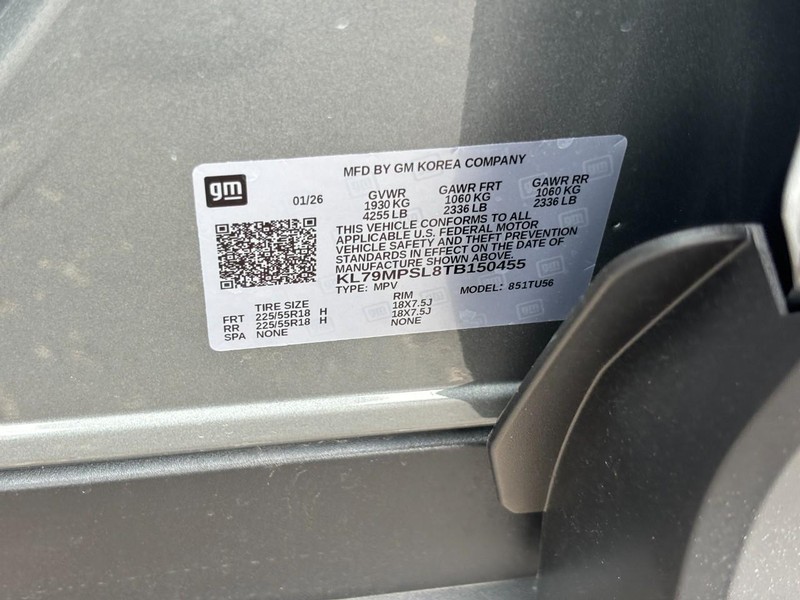 MFD BY GM KOREA COMPANY
gm
01/26
GVWR GAWR FRT GAWR RR
1930 KG 1060 KG 1060 KG
4255 LB 2336 LB 2336 LB
THIS VEHICLE CONFORMS TO ALL
APPLICABLE U.S. FEDERAL MOTOR
VEHICLE SAFETY AND THEFT PREVENTION
STANDARDS IN EFFECT ON THE DATE OF
MANUFACTURE SHOWN ABOVE.
KL79MPSL8TB150455
TYPE: MPV MODEL: 851TU56
TIRE SIZE RIM
FRT 225/55R18 H 18X7.5J
RR 225/55R18 H 18X7.5J
SPA NONE NONE